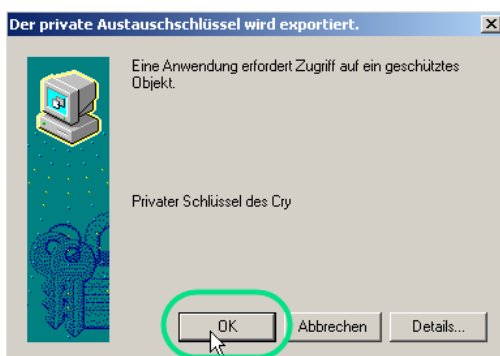 Der private Austauschschlüssel wird exportiert.
Eine Anwendung erfordert Zugriff auf ein geschütztes
Objekt.
Privater Schlüssel des Cry
OK
Abbrechen
Details...